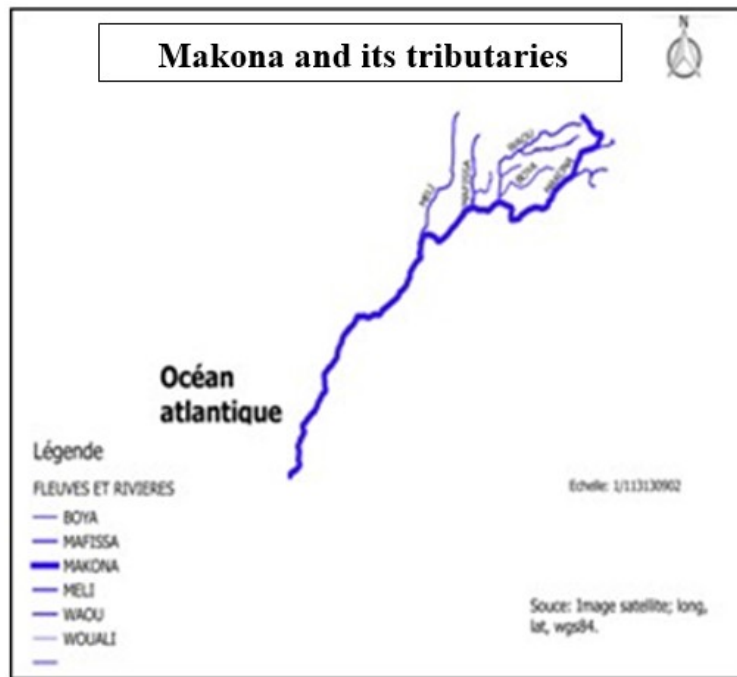 Makona and its tributaries
N
WAOU
MELI
MAFISSA
BOYA
MAKONA
Océan
atlantique
Légende
FLEUVES ET RIVIERES
BOYA
MAFISSA
MAKONA
MELI
WAOU
WOUALI
Echelle: 1/113130902
Souce: Image satellite; long,
lat, wgs84.